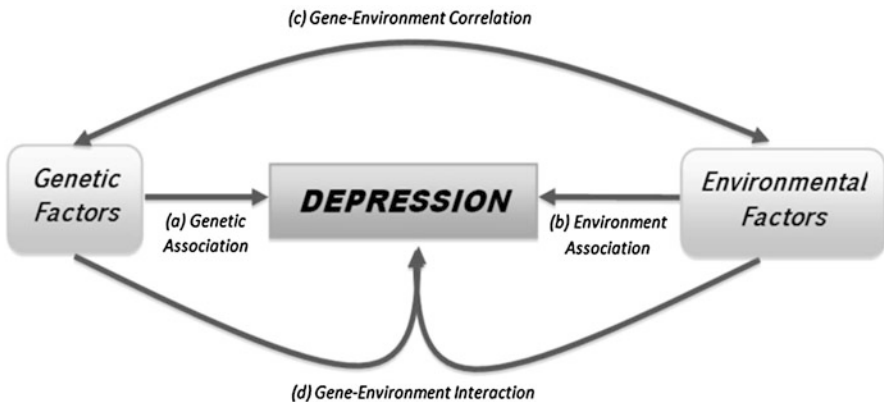 (c) Gene-Environment Correlation
Genetic
Factors
(a) Genetic
Association
DEPRESSION
(b) Environment
Association
Environmental
Factors
(d) Gene-Environment Interaction